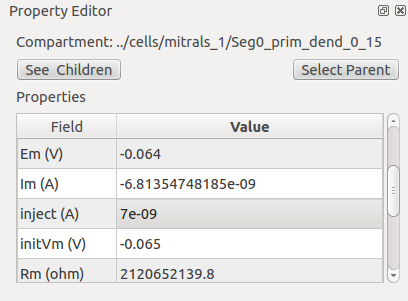 Property Editor
Compartment: ../cells/mitrals_1/Seg0_prim_dend_0_15
See Children
Select Parent
Properties
Field Value
Em (V) -0.064
Im (A) -6.81354748185e-09
inject (A) 7e-09
initVm (V) -0.065
Rm (ohm) 2120652139.8